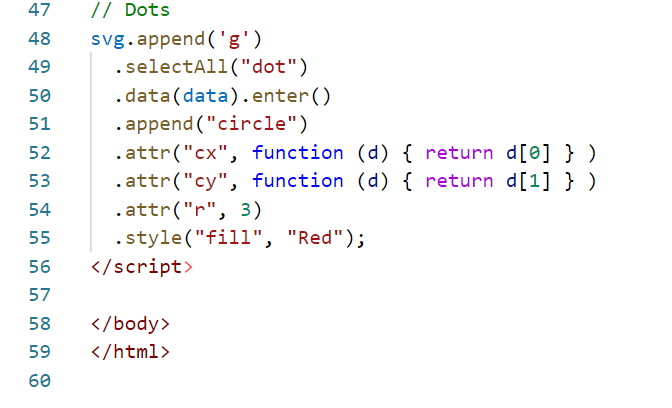 47 // Dots
48 svg.append('g')
49 .selectAll("dot")
50 .data(data).enter()
51 .append("circle")
52 .attr("cx", function (d) { return d[0] } )
53 .attr("cy", function (d) { return d[1] } )
54 .attr("r", 3)
55 .style("fill", "Red");
56 </script>
57
58 </body>
59 </html>
60